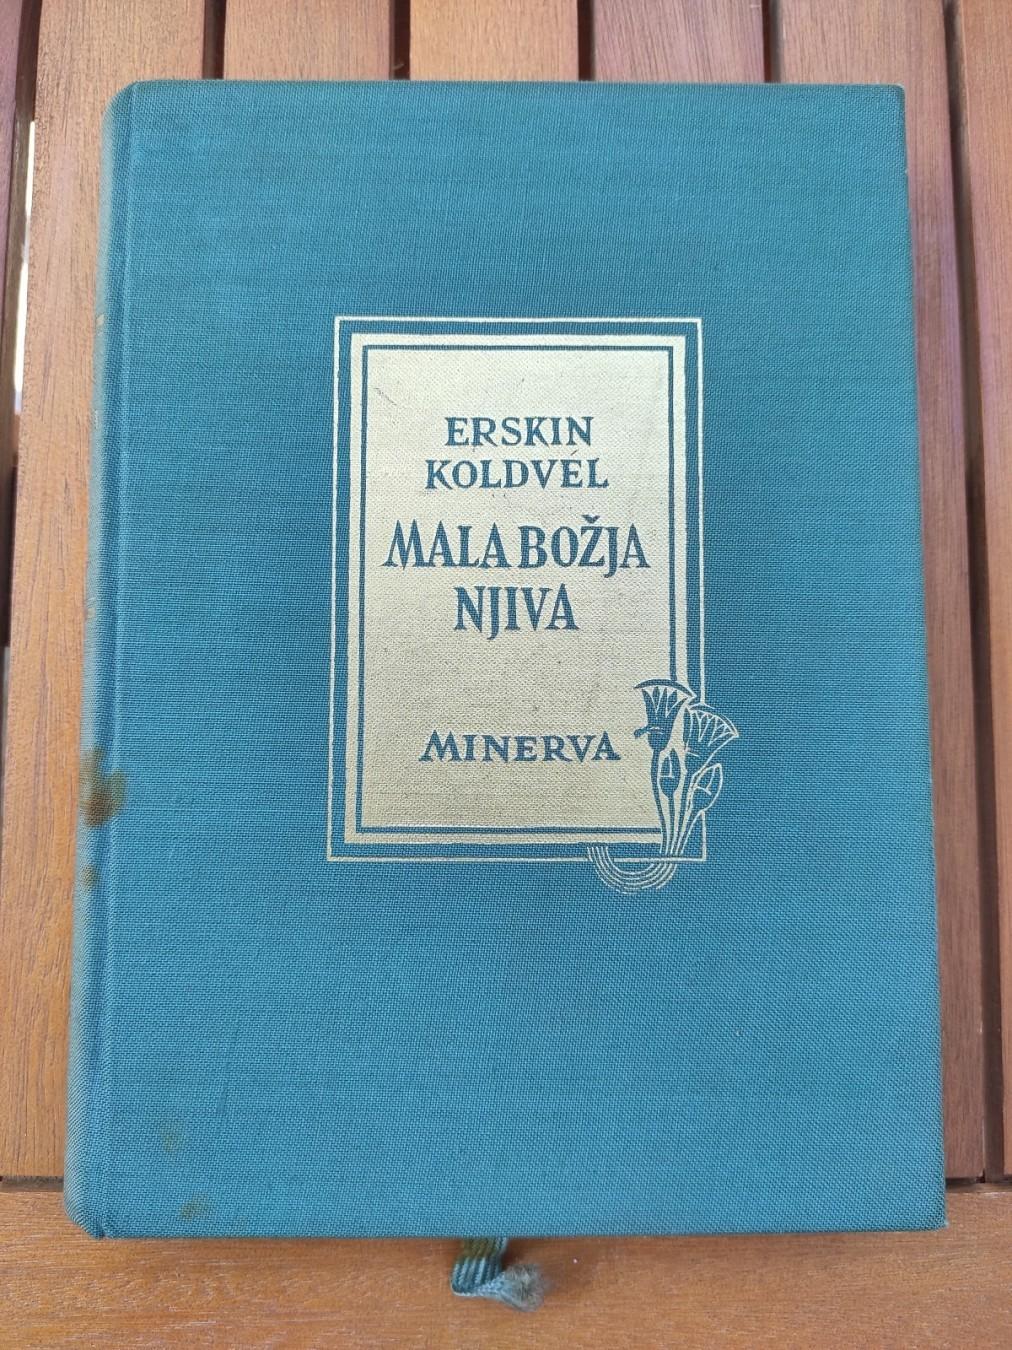 ERSKIN
KOLDVEL
MALA BOŽJA
NJIVA
MINERVA